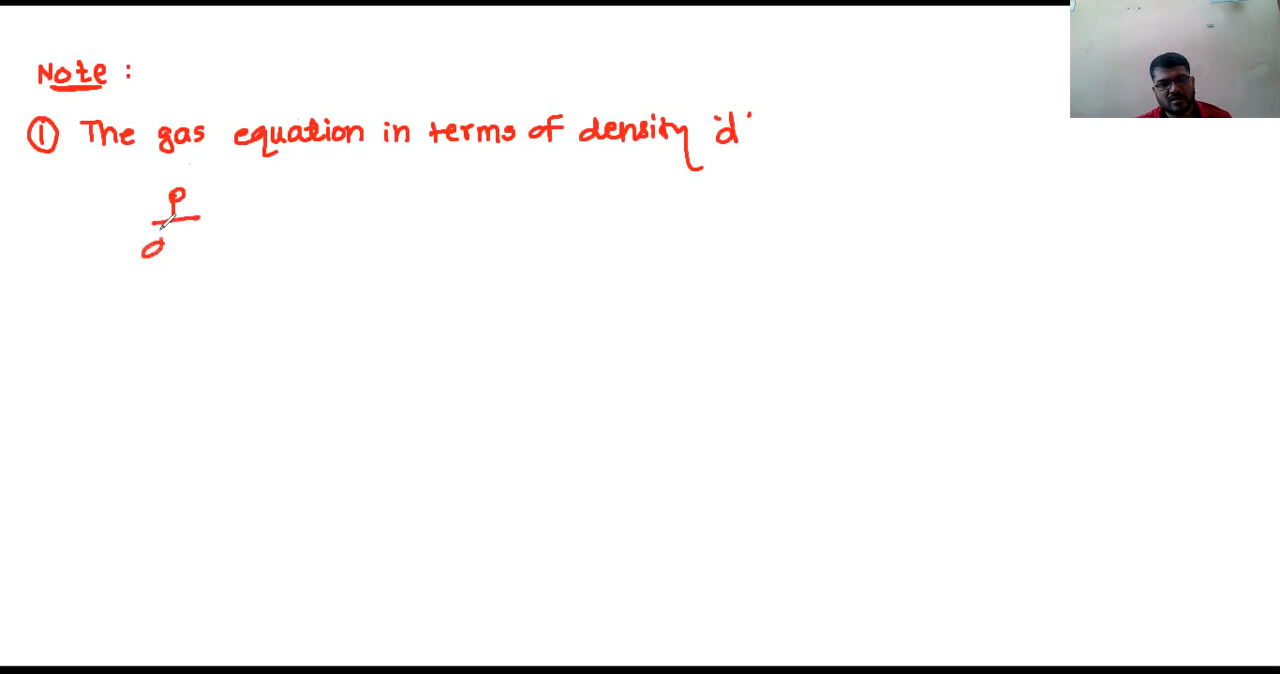 Note :
① The gas equation in terms of density 'd'
P
d